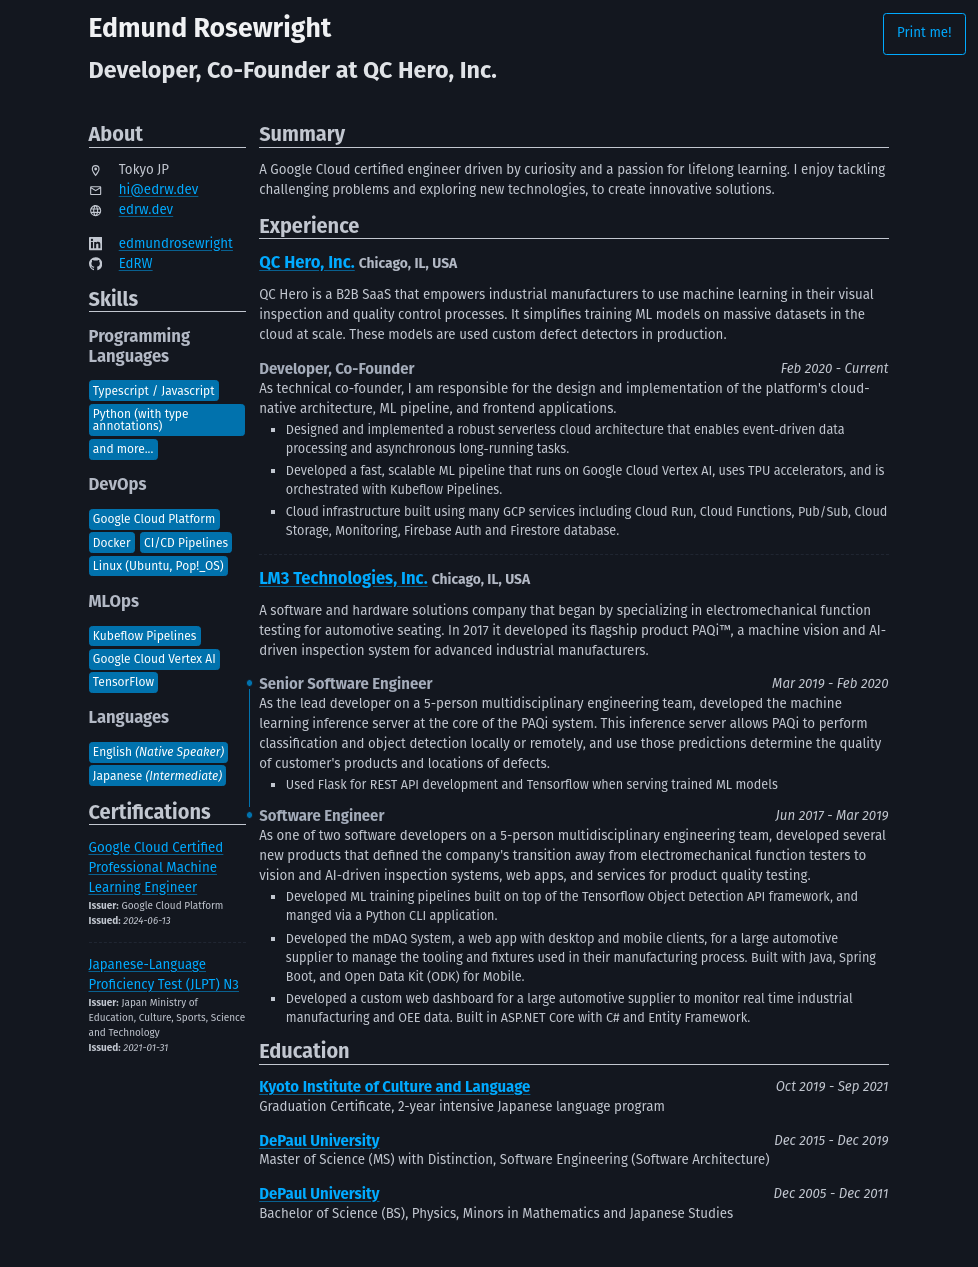 Edmund Rosewright
Print me!
Developer, Co-Founder at QC Hero, Inc.
About
Tokyo JP
hi@edrw.dev
edrw.dev
edmundrosewright
EdRW
Skills
Programming
Languages
Typescript / Javascript
Python (with type
annotations)
and more...
DevOps
Google Cloud Platform
Docker CI/CD Pipelines
Linux (Ubuntu, Pop!_OS)
MLOps
Kubeflow Pipelines
Google Cloud Vertex AI
TensorFlow
Languages
English (Native Speaker)
Japanese (Intermediate)
Certifications
Google Cloud Certified
Professional Machine
Learning Engineer
Issuer: Google Cloud Platform
Issued: 2024-06-13
Japanese-Language
Proficiency Test (JLPT) N3
Issuer: Japan Ministry of
Education, Culture, Sports, Science
and Technology
Issued: 2021-01-31
Summary
A Google Cloud certified engineer driven by curiosity and a passion for lifelong learning. I enjoy tackling
challenging problems and exploring new technologies, to create innovative solutions.
Experience
QC Hero, Inc. Chicago, IL, USA
QC Hero is a B2B SaaS that empowers industrial manufacturers to use machine learning in their visual
inspection and quality control processes. It simplifies training ML models on massive datasets in the
cloud at scale. These models are used custom defect detectors in production.
Developer, Co-Founder Feb 2020 - Current
As technical co-founder, I am responsible for the design and implementation of the platform's cloud-
native architecture, ML pipeline, and frontend applications.
▪ Designed and implemented a robust serverless cloud architecture that enables event-driven data
processing and asynchronous long-running tasks.
▪ Developed a fast, scalable ML pipeline that runs on Google Cloud Vertex AI, uses TPU accelerators, and is
orchestrated with Kubeflow Pipelines.
▪ Cloud infrastructure built using many GCP services including Cloud Run, Cloud Functions, Pub/Sub, Cloud
Storage, Monitoring, Firebase Auth and Firestore database.
LM3 Technologies, Inc. Chicago, IL, USA
A software and hardware solutions company that began by specializing in electromechanical function
testing for automotive seating. In 2017 it developed its flagship product PAQi™, a machine vision and AI-
driven inspection system for advanced industrial manufacturers.
Senior Software Engineer Mar 2019 - Feb 2020
As the lead developer on a 5-person multidisciplinary engineering team, developed the machine
learning inference server at the core of the PAQi system. This inference server allows PAQi to perform
classification and object detection locally or remotely, and use those predictions determine the quality
of customer's products and locations of defects.
▪ Used Flask for REST API development and Tensorflow when serving trained ML models
Software Engineer Jun 2017 - Mar 2019
As one of two software developers on a 5-person multidisciplinary engineering team, developed several
new products that defined the company's transition away from electromechanical function testers to
vision and AI-driven inspection systems, web apps, and services for product quality testing.
▪ Developed ML training pipelines built on top of the Tensorflow Object Detection API framework, and
manged via a Python CLI application.
▪ Developed the mDAQ System, a web app with desktop and mobile clients, for a large automotive
supplier to manage the tooling and fixtures used in their manufacturing process. Built with Java, Spring
Boot, and Open Data Kit (ODK) for Mobile.
▪ Developed a custom web dashboard for a large automotive supplier to monitor real time industrial
manufacturing and OEE data. Built in ASP.NET Core with C# and Entity Framework.
Education
Kyoto Institute of Culture and Language Oct 2019 - Sep 2021
Graduation Certificate, 2-year intensive Japanese language program
DePaul University Dec 2015 - Dec 2019
Master of Science (MS) with Distinction, Software Engineering (Software Architecture)
DePaul University Dec 2005 - Dec 2011
Bachelor of Science (BS), Physics, Minors in Mathematics and Japanese Studies